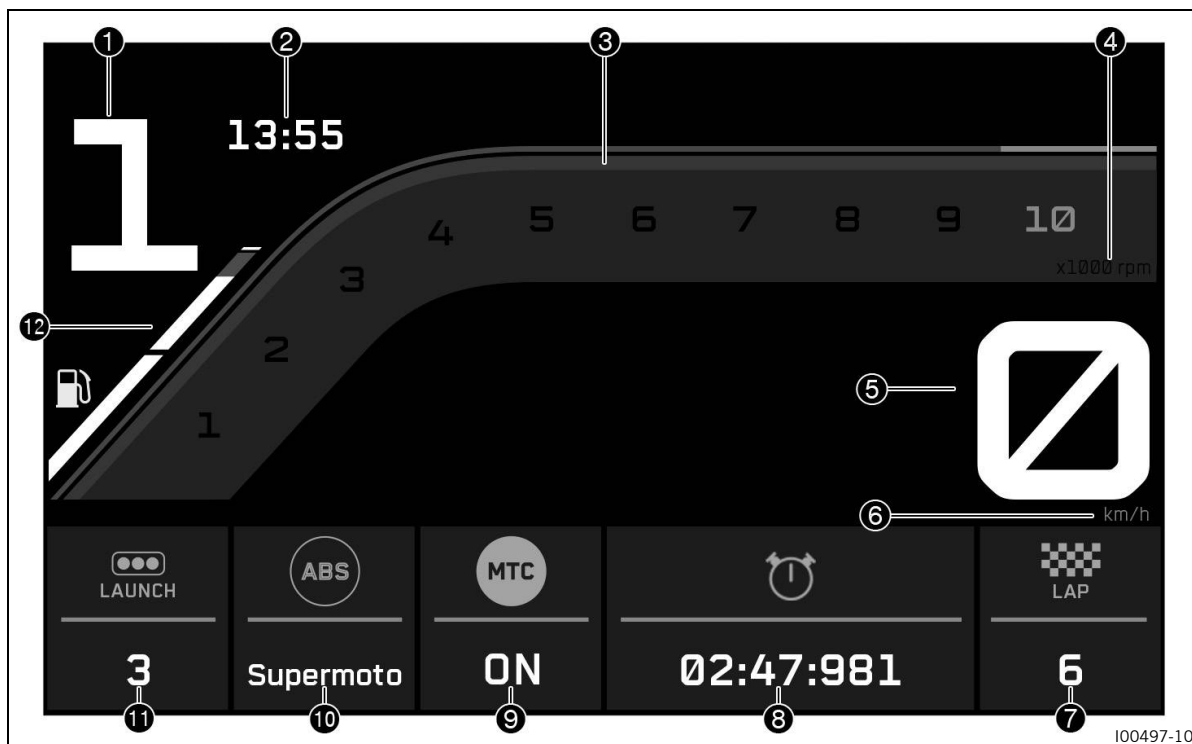 1 2 3 4
1
13:55
1 2 3 4 5 6 7 8 9 10
x1000 rpm
12
5
0
6
km/h
LAUNCH ABS MTC LAP
3 Supermoto ON 02:47:981 6
11 10 9 8 7
I00497-10